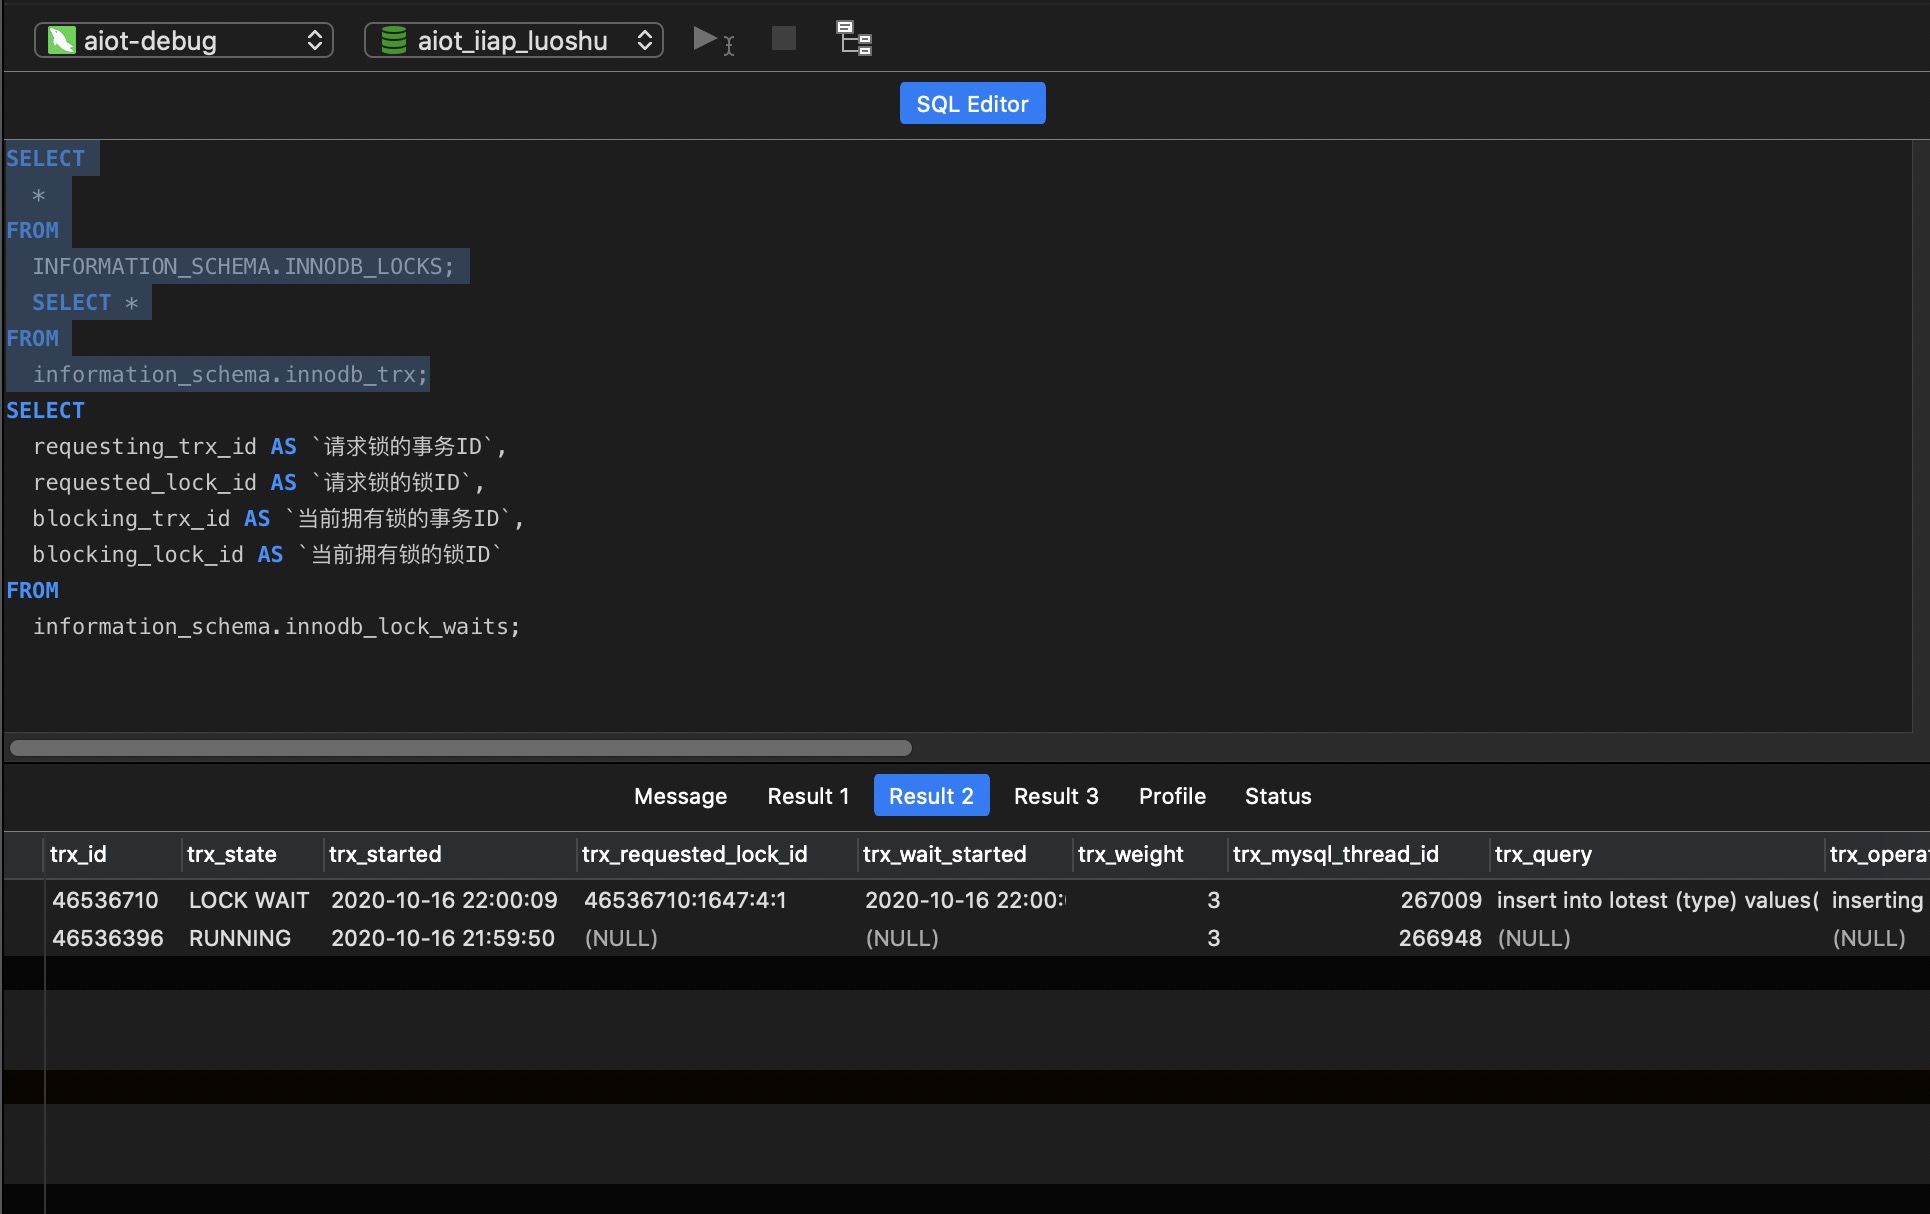 aiot-debug aiot_iiap_luoshu
SQL Editor
SELECT
*
FROM
INFORMATION_SCHEMA.INNODB_LOCKS;
SELECT *
FROM
information_schema.innodb_trx;
SELECT
requesting_trx_id AS `请求锁的事务ID`,
requested_lock_id AS `请求锁的锁ID`,
blocking_trx_id AS `当前拥有锁的事务ID`,
blocking_lock_id AS `当前拥有锁的锁ID`
FROM
information_schema.innodb_lock_waits;
Message Result 1 Result 2 Result 3 Profile Status
trx_id trx_state trx_started trx_requested_lock_id trx_wait_started trx_weight trx_mysql_thread_id trx_query trx_opera
46536710 LOCK WAIT 2020-10-16 22:00:09 46536710:1647:4:1 2020-10-16 22:00: 3 267009 insert into lotest (type) values( inserting
46536396 RUNNING 2020-10-16 21:59:50 (NULL) (NULL) 3 266948 (NULL) (NULL)